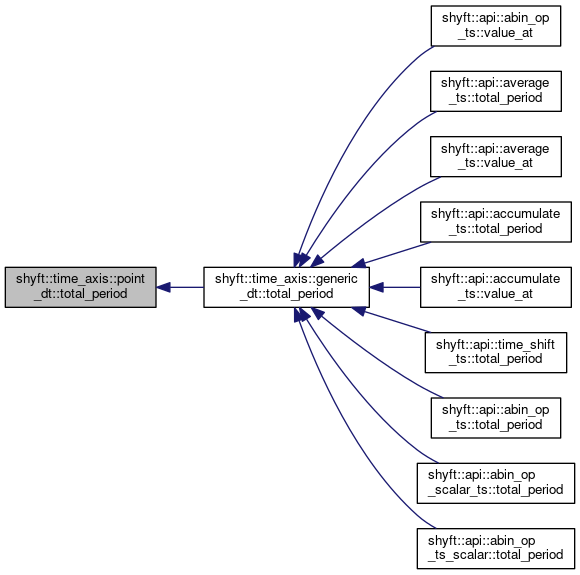 shyft::api::abin_op
_ts::value_at
shyft::api::average
_ts::total_period
shyft::api::average
_ts::value_at
shyft::api::accumulate
_ts::total_period
shyft::time_axis::point
_dt::total_period
shyft::time_axis::generic
_dt::total_period
shyft::api::accumulate
_ts::value_at
shyft::api::time_shift
_ts::total_period
shyft::api::abin_op
_ts::total_period
shyft::api::abin_op
_scalar_ts::total_period
shyft::api::abin_op
_ts_scalar::total_period